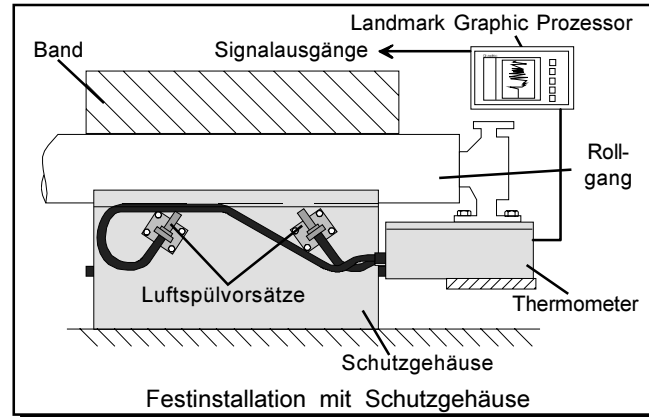 Landmark Graphic Prozessor
Band
Signalausgänge
Roll-
gang
Luftspülvorsätze
Thermometer
Schutzgehäuse
Festinstallation mit Schutzgehäuse